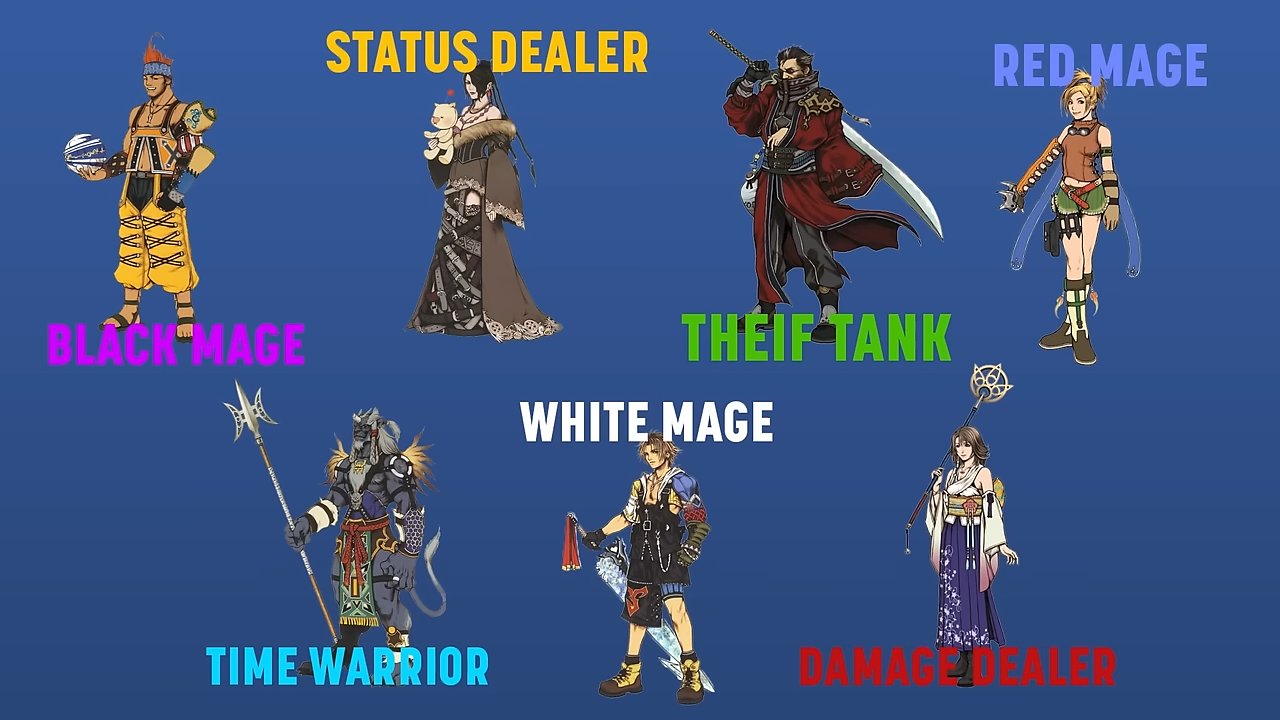 STATUS DEALER
RED MAGE
BLACK MAGE
THEIF TANK
WHITE MAGE
TIME WARRIOR
DAMAGE DEALER